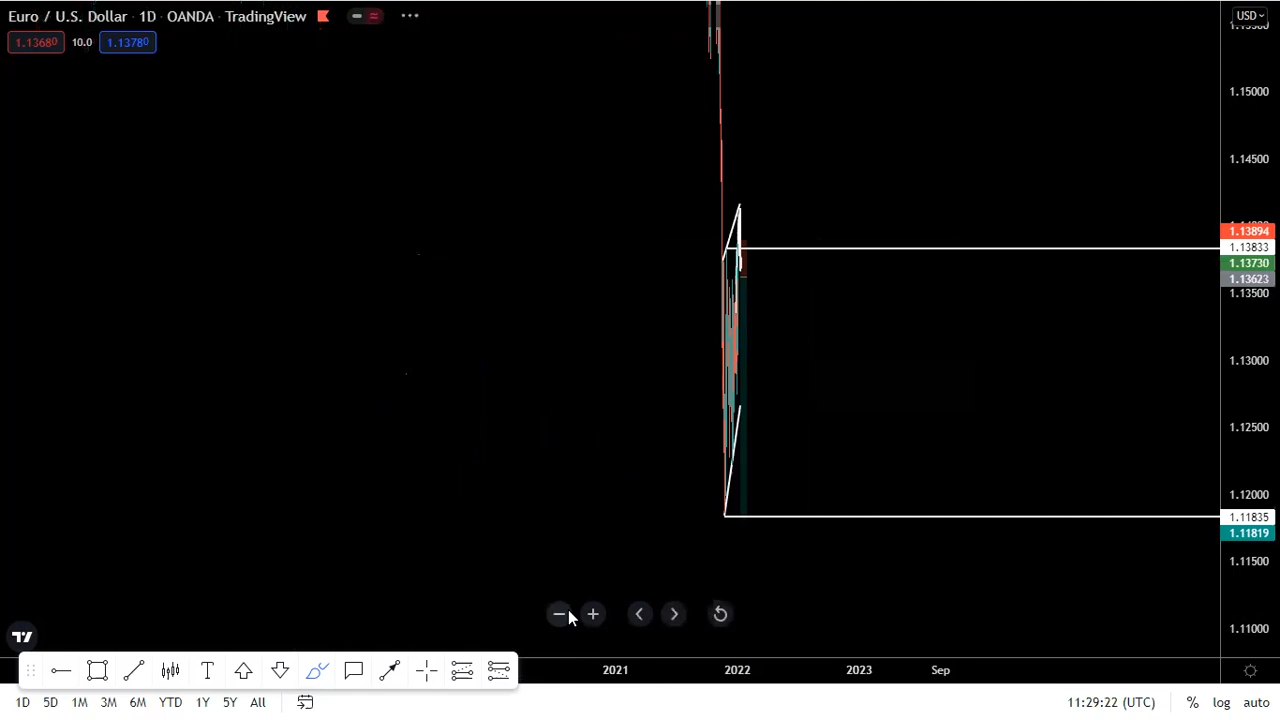 Euro / U.S. Dollar · 1D · OANDA · TradingView
USD
1.13680 10.0 1.13780
1.15000
1.14500
1.13894
1.13833
1.13730
1.13623
1.13500
1.13000
1.12500
1.12000
1.11835
1.11819
1.11500
1.11000
2021 2022 2023 Sep
T
1D 5D 1M 3M 6M YTD 1Y 5Y All 11:29:22 (UTC) % log auto